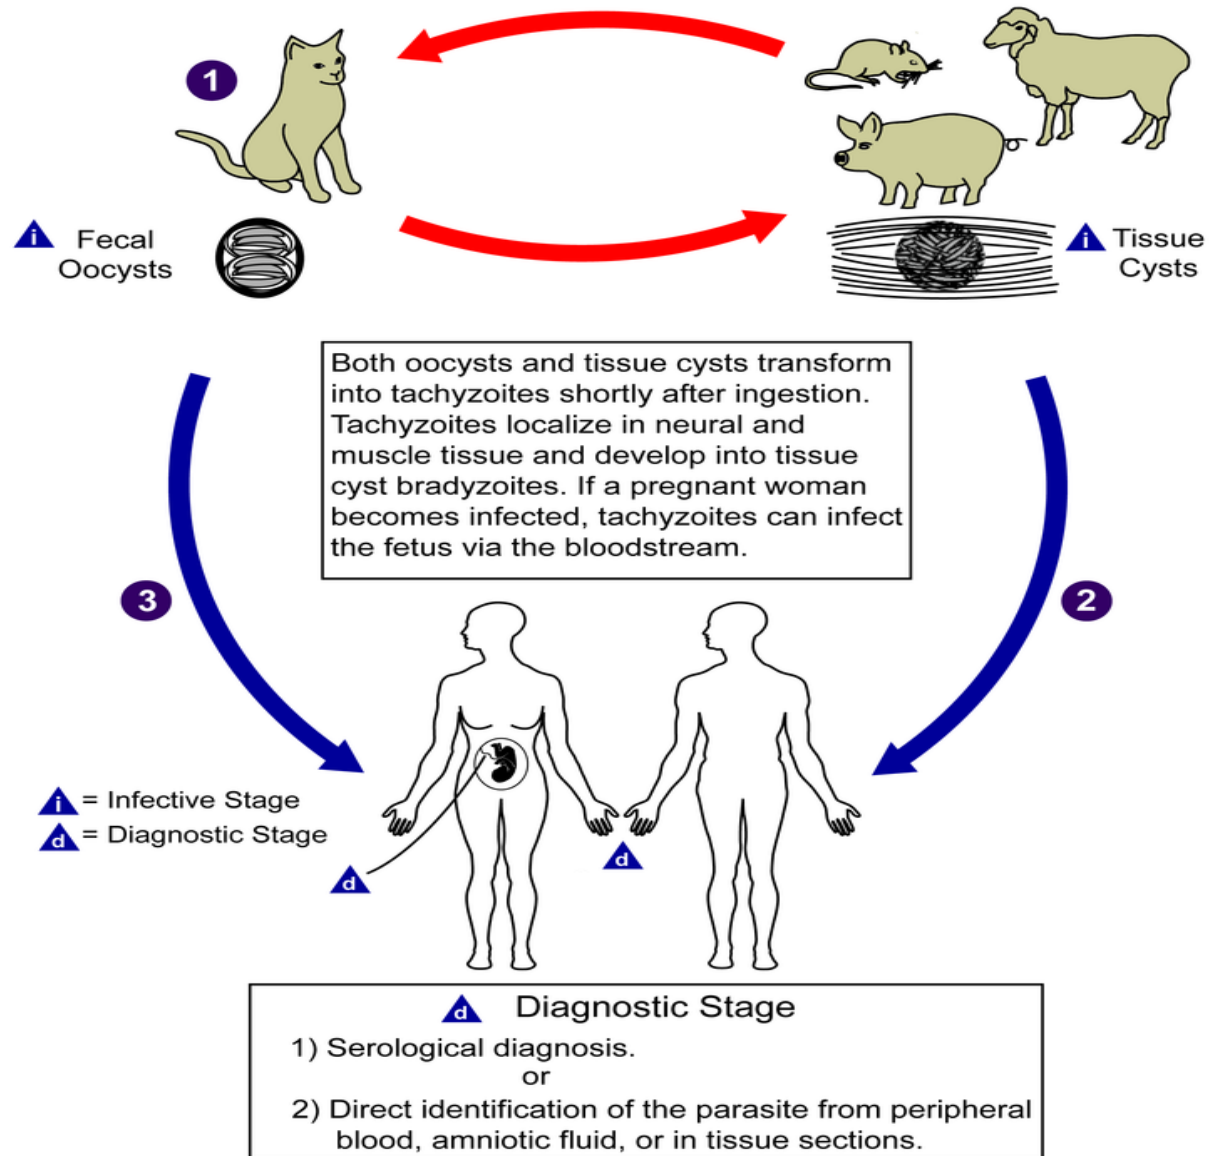 1
i Fecal
Oocysts
i Tissue
Cysts
Both oocysts and tissue cysts transform
into tachyzoites shortly after ingestion.
Tachyzoites localize in neural and
muscle tissue and develop into tissue
cyst bradyzoites. If a pregnant woman
becomes infected, tachyzoites can infect
the fetus via the bloodstream.
3
2
i = Infective Stage
d = Diagnostic Stage
d
d
d Diagnostic Stage
1) Serological diagnosis.
or
2) Direct identification of the parasite from peripheral
blood, amniotic fluid, or in tissue sections.